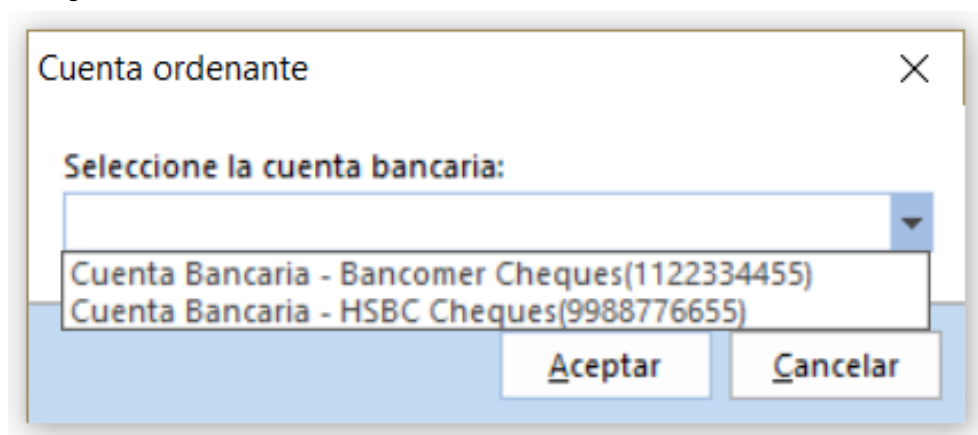 Cuenta ordenante
Seleccione la cuenta bancaria:
Cuenta Bancaria - Bancomer Cheques(1122334455)
Cuenta Bancaria - HSBC Cheques(9988776655)
Aceptar
Cancelar